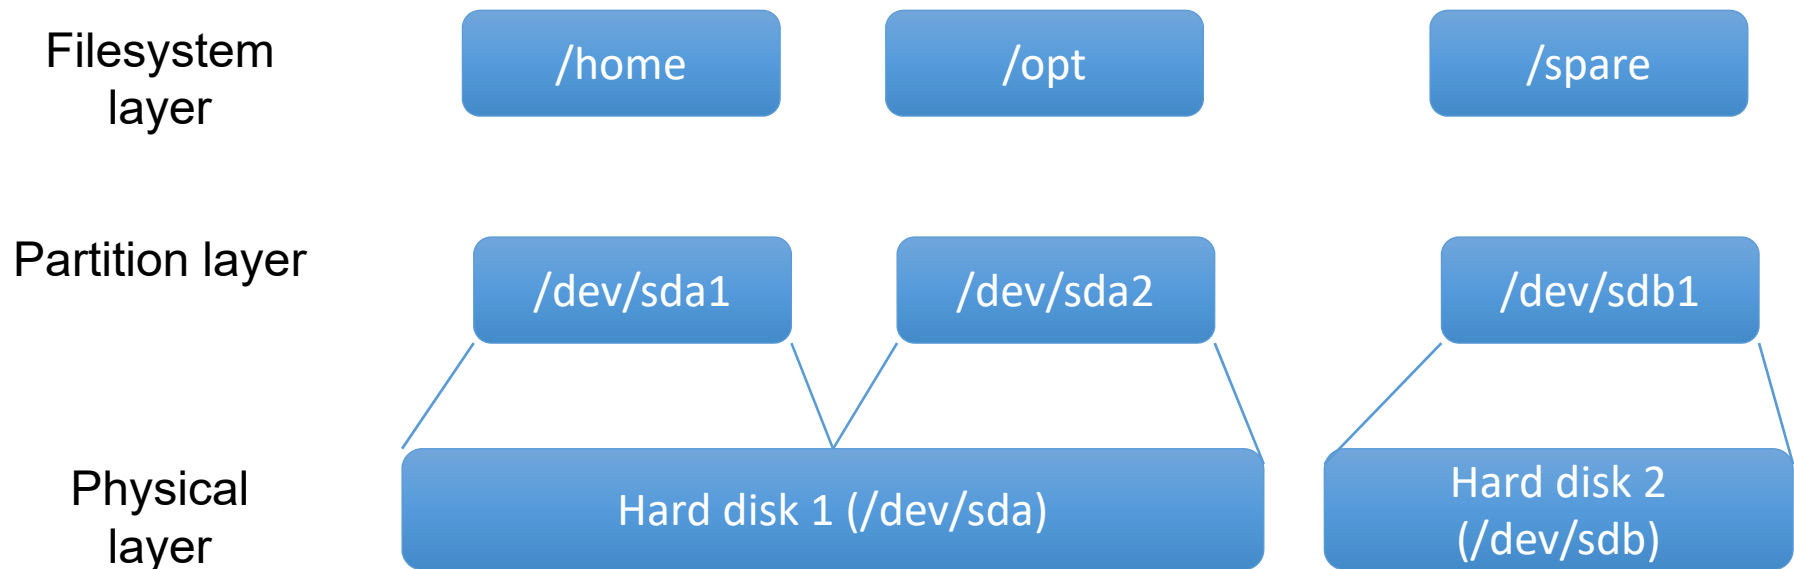 Filesystem
layer
/home
/opt
/spare
Partition layer
/dev/sda1
/dev/sda2
/dev/sdb1
Physical
layer
Hard disk 1 (/dev/sda)
Hard disk 2
(/dev/sdb)